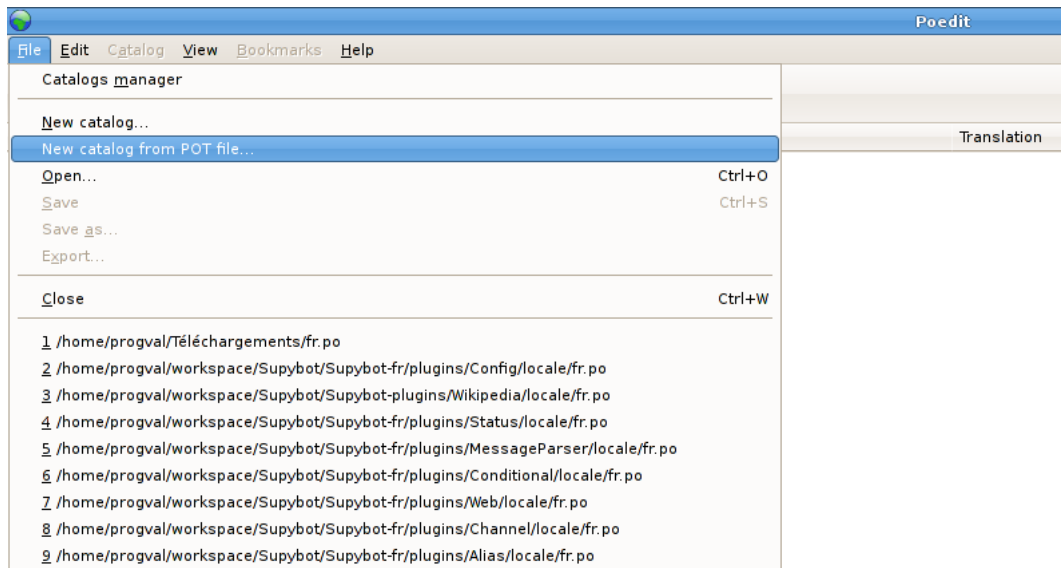 Poedit
File Edit Catalog View Bookmarks Help
Catalogs manager
New catalog...
New catalog from POT file...
Translation
Open... Ctrl+O
Save Ctrl+S
Save as...
Export...
Close Ctrl+W
1 /home/progval/Téléchargements/fr.po
2 /home/progval/workspace/Supybot/Supybot-fr/plugins/Config/locale/fr.po
3 /home/progval/workspace/Supybot/Supybot-plugins/Wikipedia/locale/fr.po
4 /home/progval/workspace/Supybot/Supybot-fr/plugins/Status/locale/fr.po
5 /home/progval/workspace/Supybot/Supybot-fr/plugins/MessageParser/locale/fr.po
6 /home/progval/workspace/Supybot/Supybot-fr/plugins/Conditional/locale/fr.po
7 /home/progval/workspace/Supybot/Supybot-fr/plugins/Web/locale/fr.po
8 /home/progval/workspace/Supybot/Supybot-fr/plugins/Channel/locale/fr.po
9 /home/progval/workspace/Supybot/Supybot-fr/plugins/Alias/locale/fr.po